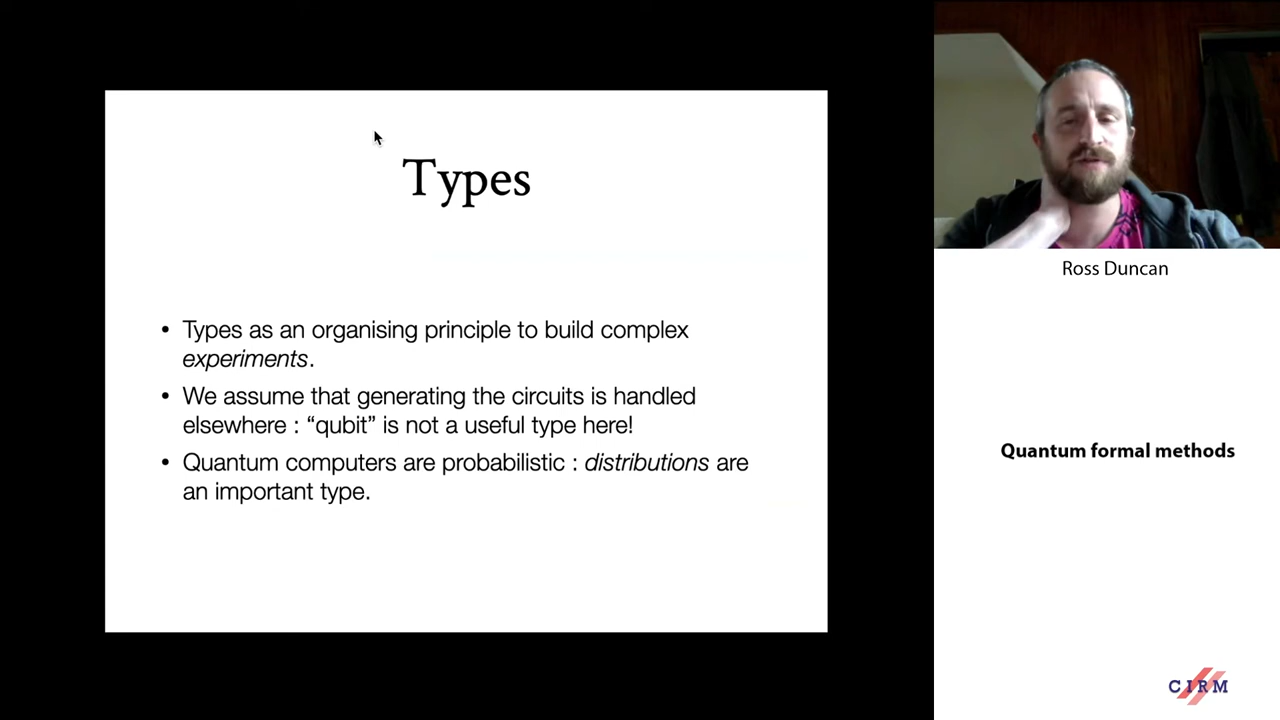 Types
• Types as an organising principle to build complex
experiments.
• We assume that generating the circuits is handled
elsewhere : “qubit” is not a useful type here!
• Quantum computers are probabilistic : distributions are
an important type.
Ross Duncan
Quantum formal methods
CIRM